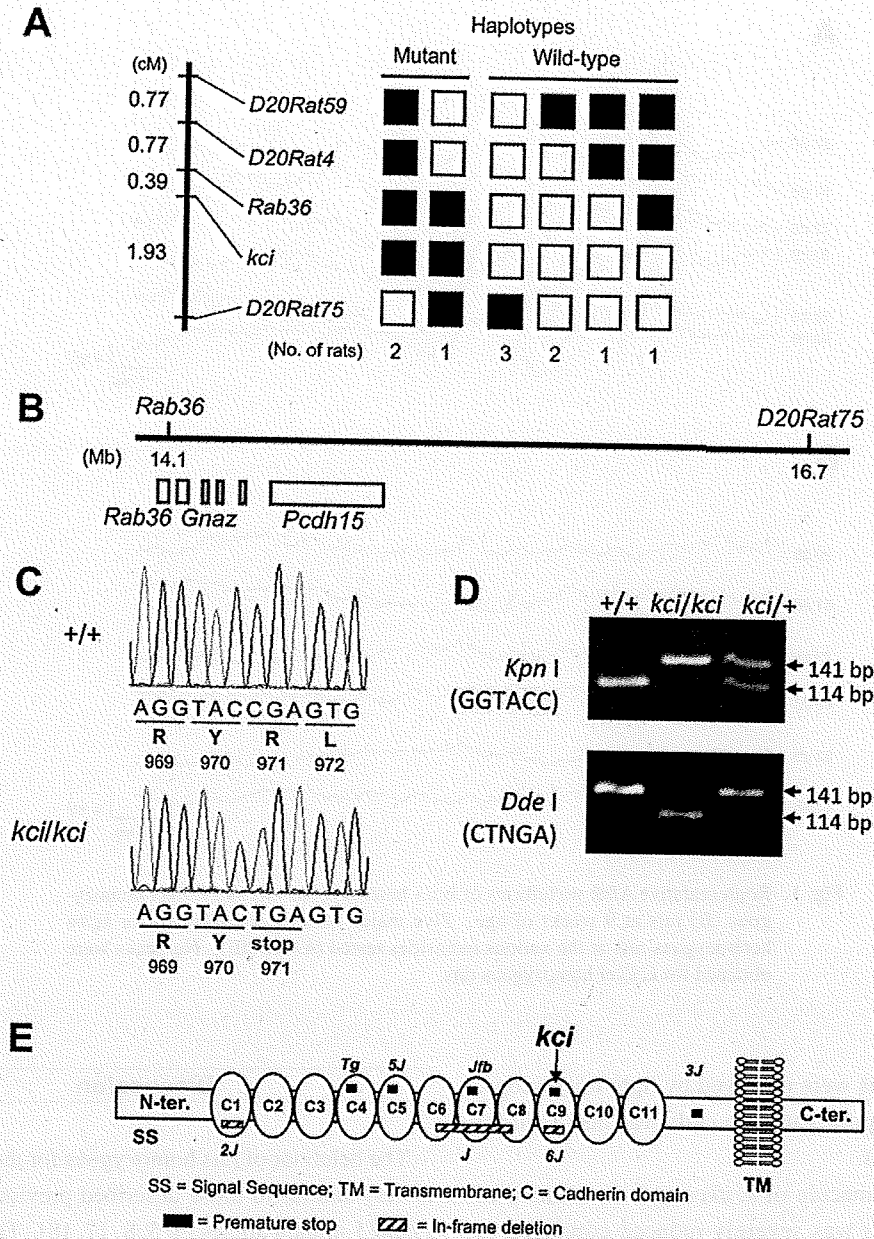 A
Haplotypes
Mutant Wild-type
(cM)
0.77
D20Rat59
0.77
D20Rat4
0.39
Rab36
1.93
kci
D20Rat75
(No. of rats) 2 1 3 2 1 1
B
Rab36 D20Rat75
(Mb) 14.1 16.7
Rab36 Gnaz Pcdh15
C
+/+
AGGTACCGAGTG
R Y R L
969 970 971 972
kci/kci
AGGTACTGAGTG
R Y stop
969 970 971
D
+/+ kci/kci kci/+
Kpn I
(GGTACC)
141 bp
114 bp
Dde I
(CTNGA)
141 bp
114 bp
E
kci
Tg 5J Jfb 3J
N-ter. C1 C2 C3 C4 C5 C6 C7 C8 C9 C10 C11 C-ter.
SS 2J J 6J TM
SS = Signal Sequence; TM = Transmembrane; C = Cadherin domain
= Premature stop = In-frame deletion